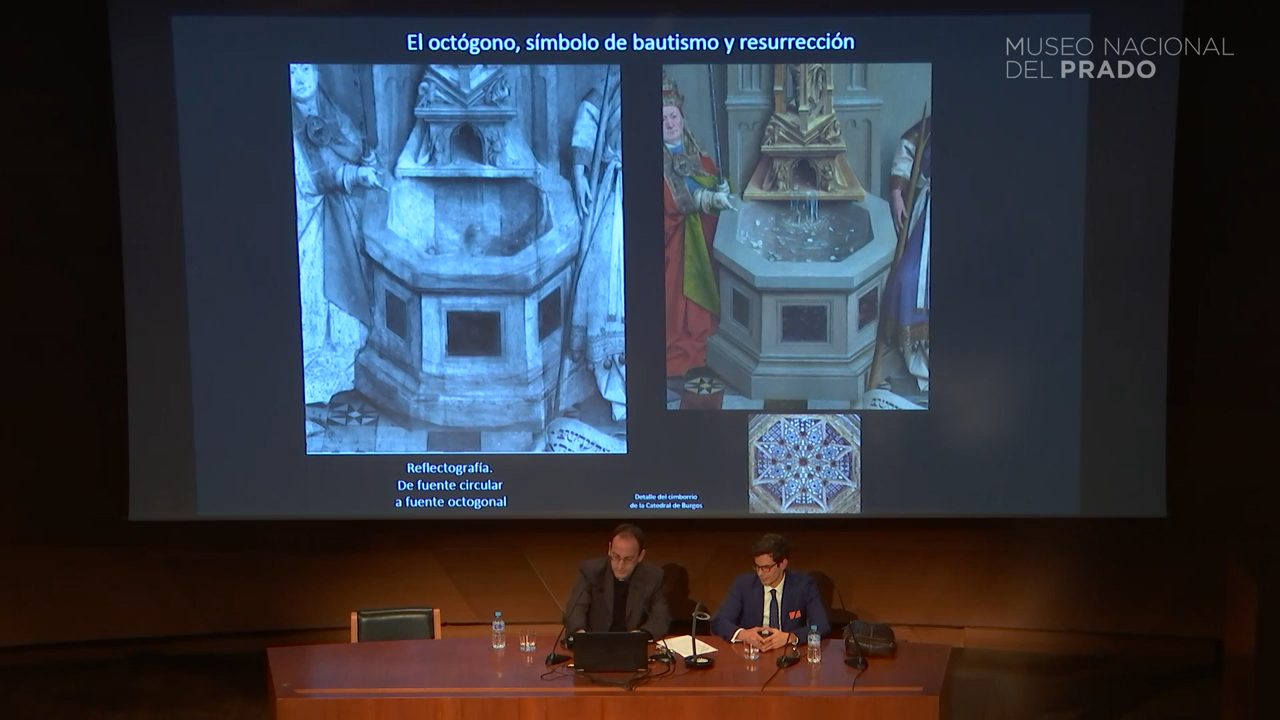 El octógono, símbolo de bautismo y resurrección
MUSEO NACIONAL
DEL PRADO
Reflectografía.
De fuente circular
a fuente octogonal
Detalle del cimborrio
de la Catedral de Burgos